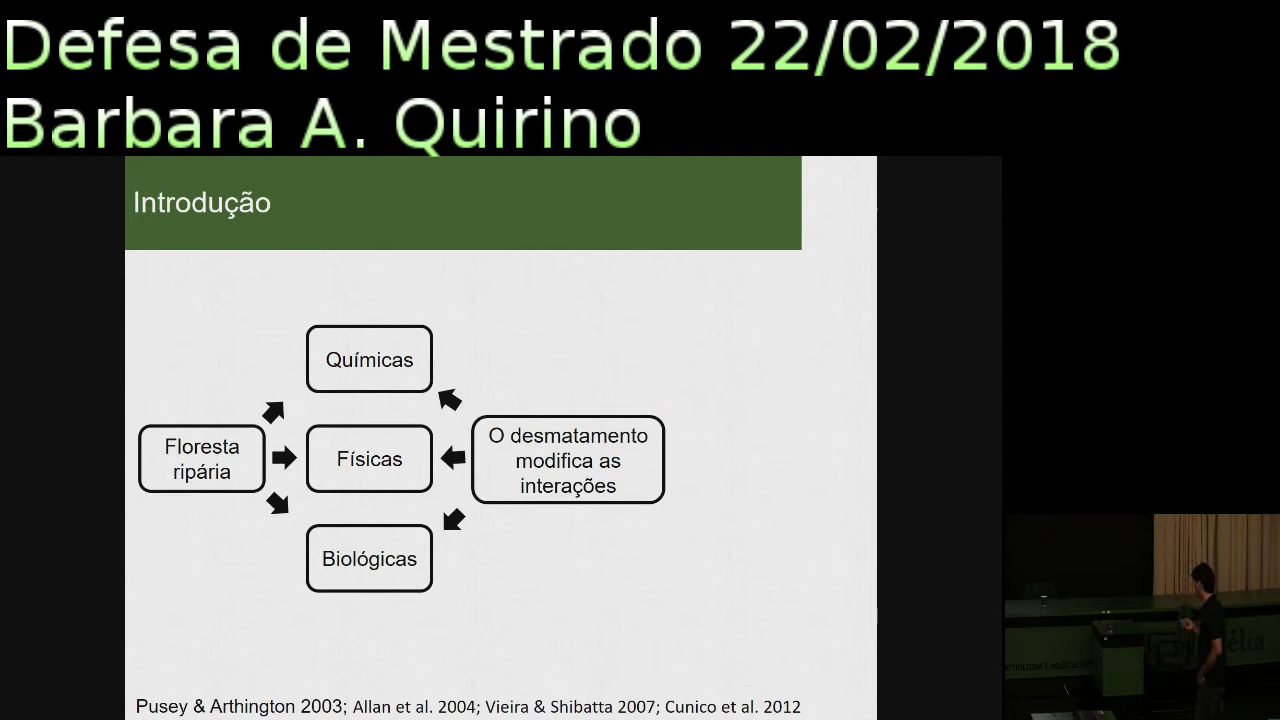 Defesa de Mestrado 22/02/2018
Barbara A. Quirino
Introdução
Químicas
Floresta
ripária
Físicas
O desmatamento
modifica as
interações
Biológicas
Pusey & Arthington 2003; Allan et al. 2004; Vieira & Shibatta 2007; Cunico et al. 2012
élia